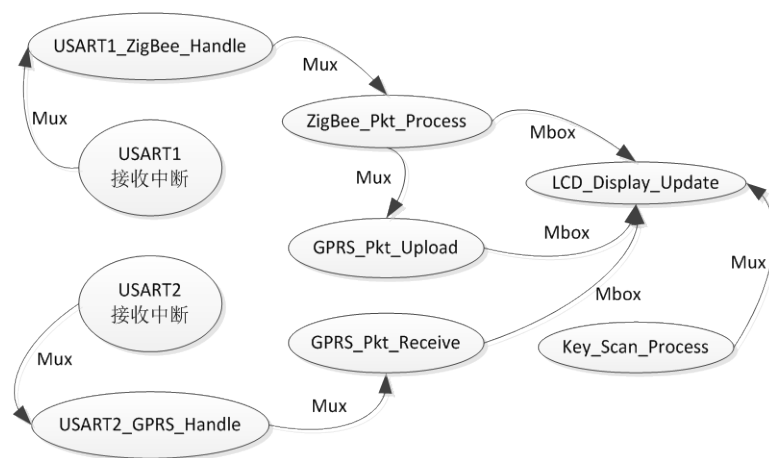 USART1_ZigBee_Handle
Mux
Mux
ZigBee_Pkt_Process
Mbox
USART1
接收中断
Mux
LCD_Display_Update
GPRS_Pkt_Upload
Mbox
Mux
USART2
接收中断
Mbox
GPRS_Pkt_Receive
Key_Scan_Process
Mux
Mux
USART2_GPRS_Handle